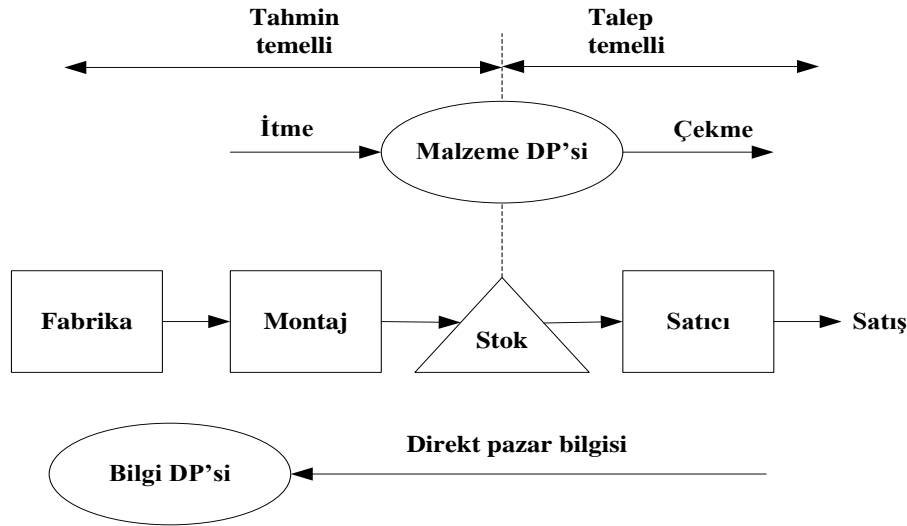 Tahmin
temelli
Talep
temelli
İtme
Malzeme DP'si
Çekme
Fabrika
Montaj
Stok
Satıcı
Satış
Direkt pazar bilgisi
Bilgi DP'si